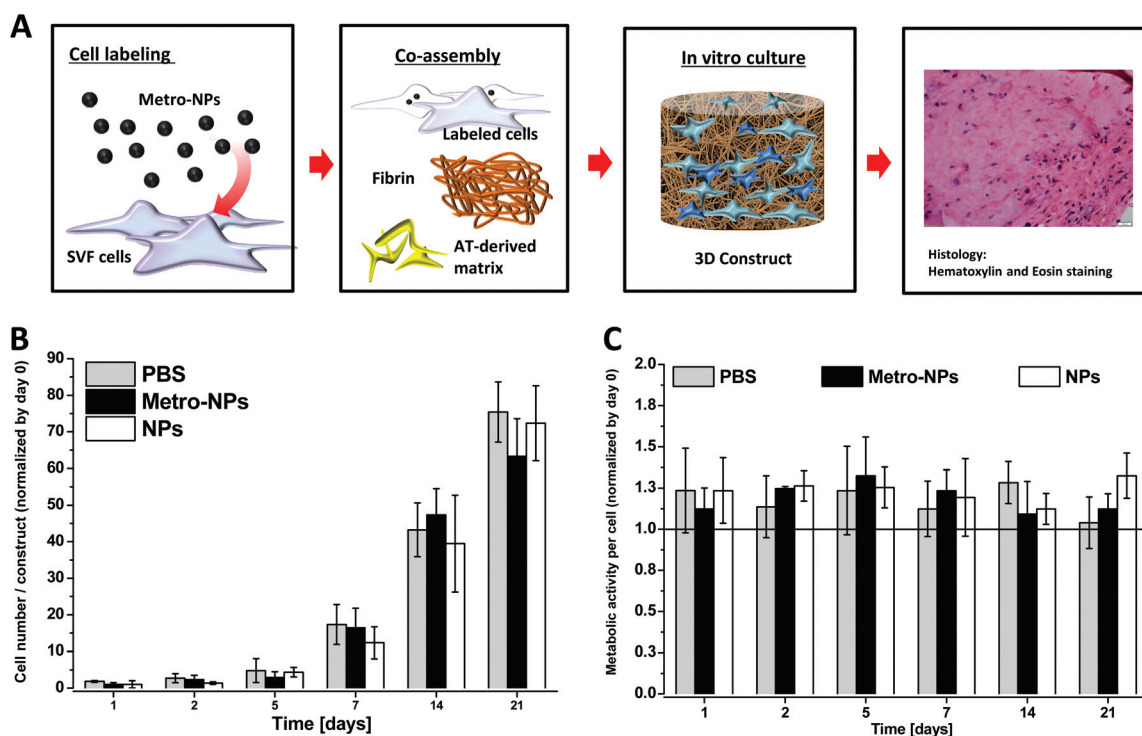 A
Cell labeling
Metro-NPs
SVF cells
Co-assembly
Labeled cells
Fibrin
AT-derived
matrix
In vitro culture
3D Construct
Histology:
Hematoxylin and Eosin staining
B
Cell number / construct (normalized by day 0)
90
80
70
60
50
40
30
20
10
0
PBS
Metro-NPs
NPs
1 2 5 7 14 21
Time [days]
C
Metabolic activity per cell (normalized by day 0)
2.0
1.8
1.5
1.3
1.0
0.8
0.5
0.3
0.0
PBS Metro-NPs NPs
1 2 5 7 14 21
Time [days]